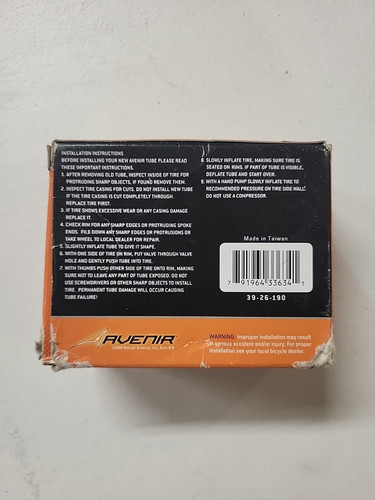 INSTALLATION INSTRUCTIONS
BEFORE INSTALLING YOUR NEW AVENIR TUBE PLEASE READ
THESE IMPORTANT INSTRUCTIONS.
1. AFTER REMOVING OLD TUBE, INSPECT INSIDE OF TIRE FOR
PROTRUDING SHARP OBJECTS, IF FOUND REMOVE THEM.
2. INSPECT TIRE CASING FOR CUTS. DO NOT INSTALL NEW TUBE
IF THE TIRE CASING IS CUT COMPLETELY THROUGH.
REPLACE TIRE FIRST.
3. IF TIRE SHOWS EXCESSIVE WEAR OR ANY CASING DAMAGE
REPLACE IT.
4. CHECK RIM FOR ANY SHARP EDGES OR PROTRUDING SPOKE
ENDS. FILE DOWN ANY SHARP EDGES OR PROTRUSIONS OR
TAKE WHEEL TO LOCAL DEALER FOR REPAIR.
5. SLIGHTLY INFLATE TUBE TO GIVE IT SHAPE.
6. WITH ONE SIDE OF TIRE ON RIM, PUT VALVE THROUGH VALVE
HOLE AND GENTLY PUSH TUBE INTO TIRE.
7. WITH THUMBS PUSH OTHER SIDE OF TIRE ONTO RIM, MAKING
SURE NOT TO LEAVE ANY PART OF TUBE EXPOSED. DO NOT
USE SCREWDRIVERS OR OTHER SHARP OBJECTS TO INSTALL
TIRE. PERMANENT TUBE DAMAGE WILL OCCUR CAUSING
TUBE FAILURE!
8. SLOWLY INFLATE TIRE, MAKING SURE TIRE IS
SEATED ON RIMS. IF PART OF TUBE IS VISIBLE,
DEFLATE TUBE AND START OVER.
9. WITH A HAND PUMP SLOWLY INFLATE TIRE TO
RECOMMENDED PRESSURE ON TIRE SIDE WALL.
DO NOT USE A COMPRESSOR.
Made in Taiwan
7 91964 33634 1
39-26-190
AVENIR
WARNING: Improper installation may result
in serious accident and/or injury. For proper
installation see your local bicycle dealer.